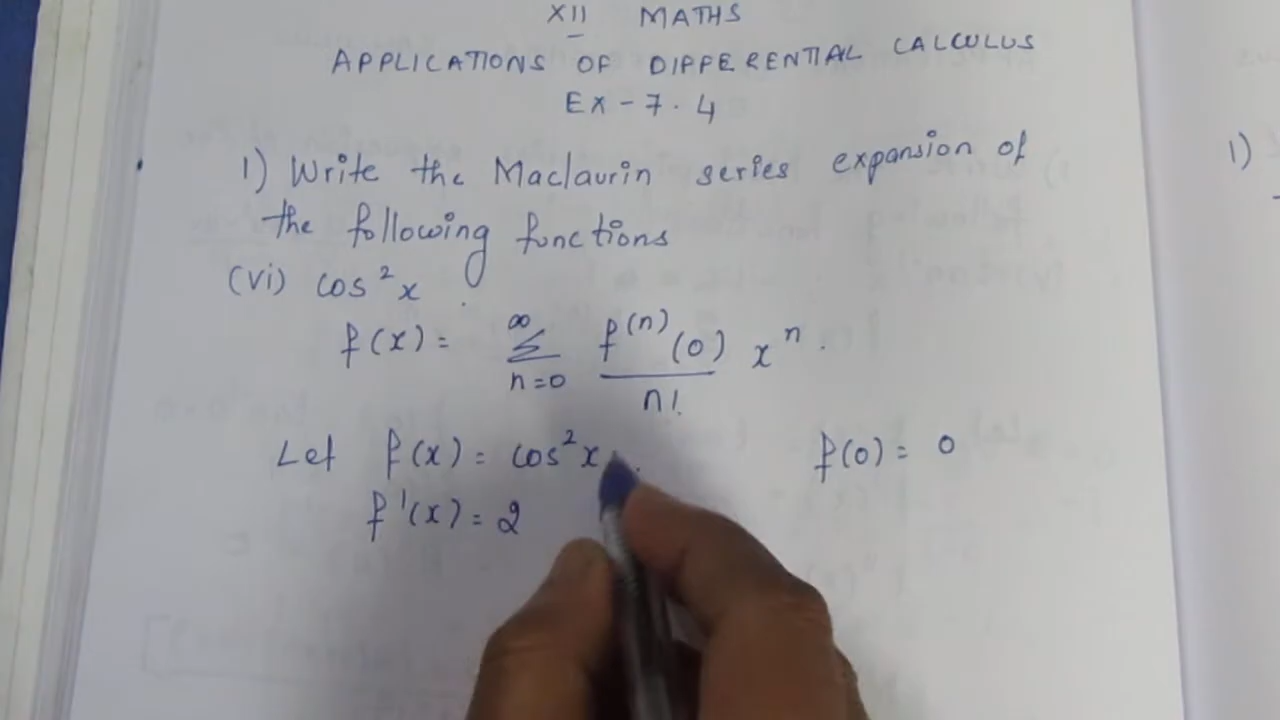 XII MATHS
APPLICATIONS OF DIFFERENTIAL CALCULUS
EX - 7.4
1) Write the Maclaurin series expansion of
the following functions
(vi) cos²x
f(x) = ∞ Σ n=0 f⁽ⁿ⁾(0) / n! xⁿ.
Let f(x) = cos²x f(0) = 0
f'(x) = 2
1)